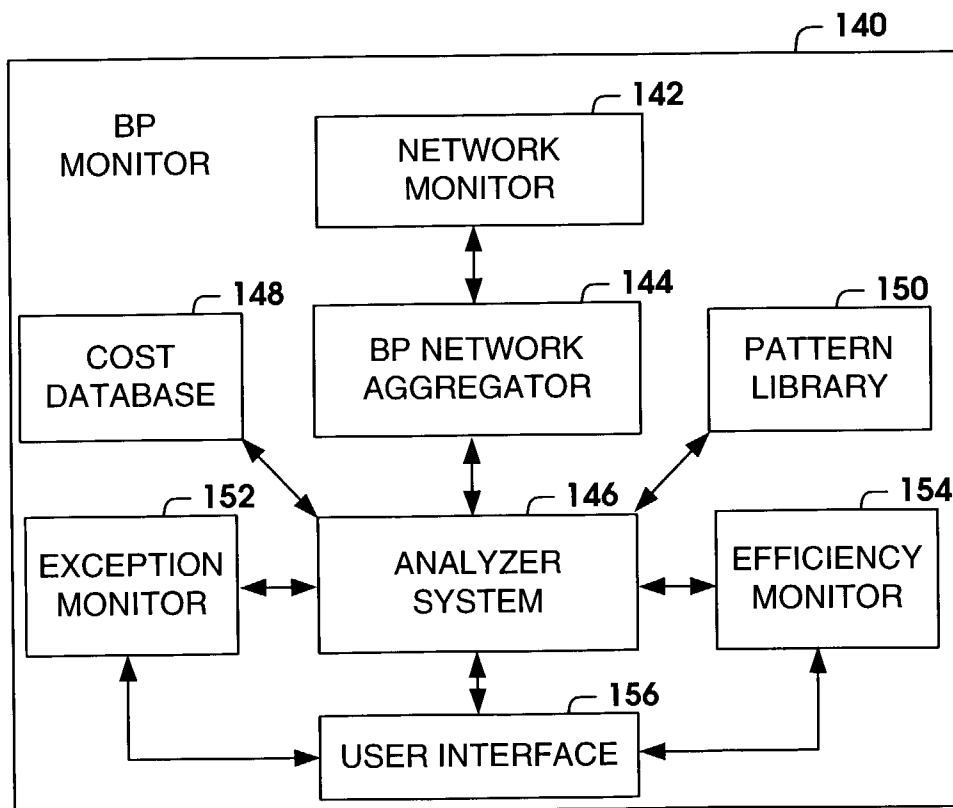 140
BP
MONITOR
142
NETWORK
MONITOR
148
COST
DATABASE
144
BP NETWORK
AGGREGATOR
150
PATTERN
LIBRARY
152
EXCEPTION
MONITOR
146
ANALYZER
SYSTEM
154
EFFICIENCY
MONITOR
156
USER INTERFACE